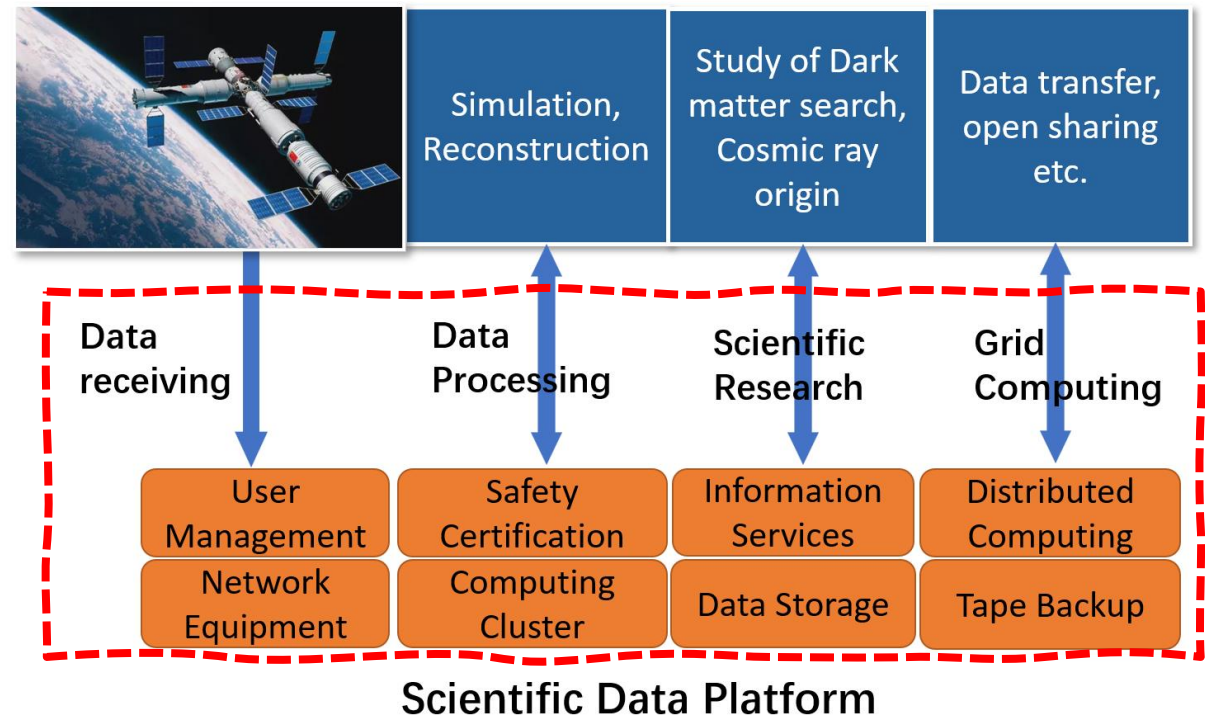 Simulation,
Reconstruction
Study of Dark
matter search,
Cosmic ray
origin
Data transfer,
open sharing
etc.
Data
receiving
Data
Processing
Scientific
Research
Grid
Computing
User
Management
Safety
Certification
Information
Services
Distributed
Computing
Network
Equipment
Computing
Cluster
Data Storage
Tape Backup
Scientific Data Platform